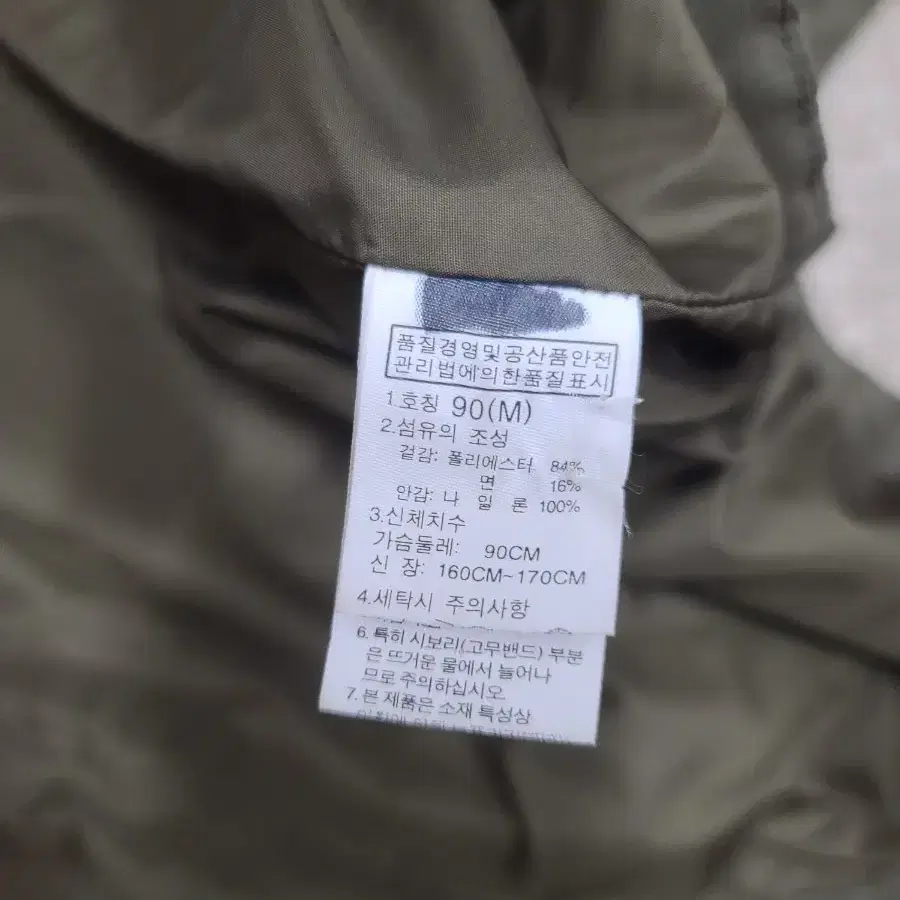 품질경영및공산품안전
관리법에의한품질표시
1.호칭 90(M)
2.섬유의 조성
겉감: 폴리에스터 84%
면 16%
안감: 나 일 론 100%
3.신체치수
가슴둘레: 90CM
신 장: 160CM~170CM
4.세탁시 주의사항
6.특히 시보리(고무밴드) 부분
은 뜨거운 물에서 늘어나
므로 주의하십시오
7.본 제품은 소재 특성상